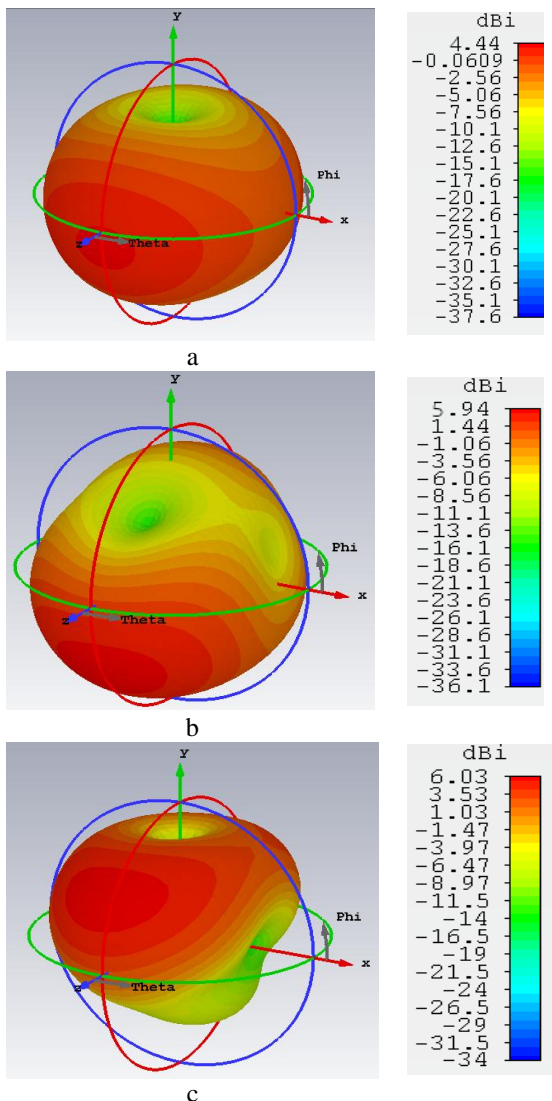 y
Phi
x
z
Theta
dBi
4.44
-0.0609
-2.56
-5.06
-7.56
-10.1
-12.6
-15.1
-17.6
-20.1
-22.6
-25.1
-27.6
-30.1
-32.6
-35.1
-37.6
a
y
Phi
x
z
Theta
dBi
5.94
1.44
-1.06
-3.56
-6.06
-8.56
-11.1
-13.6
-16.1
-18.6
-21.1
-23.6
-26.1
-28.6
-31.1
-33.6
-36.1
b
y
Phi
x
z
Theta
dBi
6.03
3.53
1.03
-1.47
-3.97
-6.47
-8.97
-11.5
-14
-16.5
-19
-21.5
-24
-26.5
-29
-31.5
-34
c